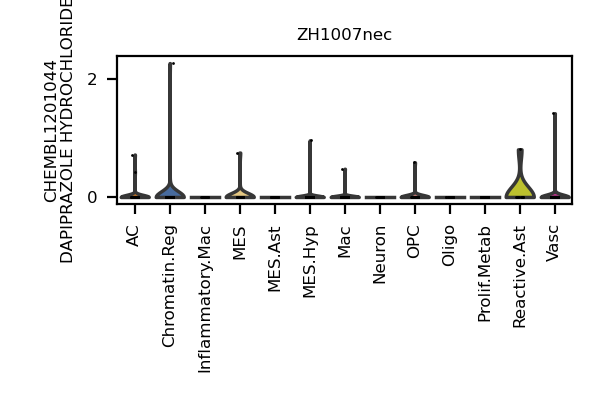 ZH1007nec
CHEMBL1201044
DAPIPRAZOLE HYDROCHLORIDE
2
0
AC
Chromatin.Reg
Inflammatory.Mac
MES
MES.Ast
MES.Hyp
Mac
Neuron
OPC
Oligo
Prolif.Metab
Reactive.Ast
Vasc